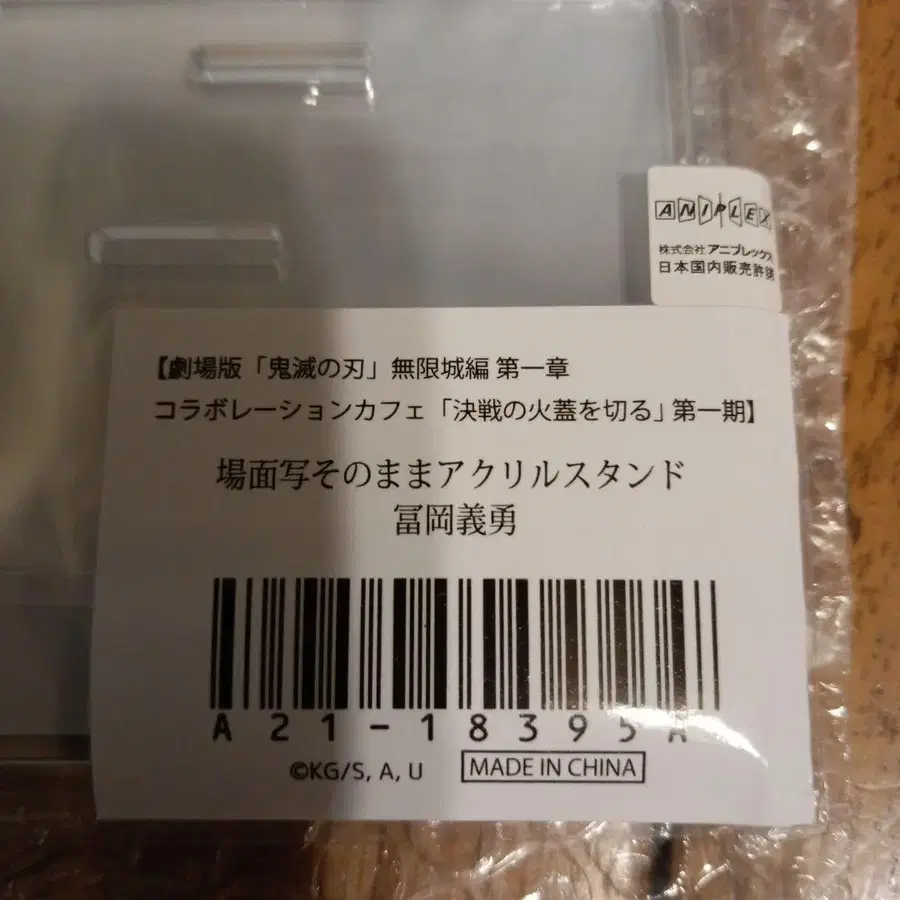 ANIPLEX
株式会社アニプレックス
日本国内販売許諾
【劇場版「鬼滅の刃」無限城編 第一章
コラボレーションカフェ「決戦の火蓋を切る」第一期】
場面写そのままアクリルスタンド
冨岡義勇
A21-18395A
©KG/S, A, U
MADE IN CHINA